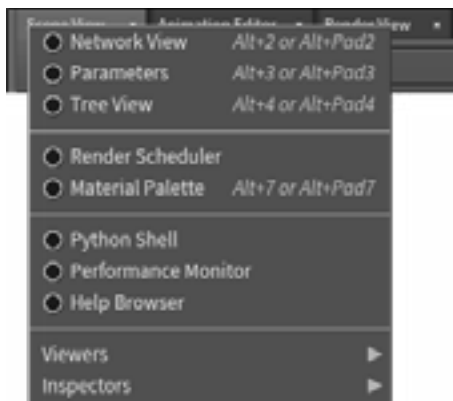 Scene View Animation Editor Render View
Network View Alt+2 or Alt+Pad2
Parameters Alt+3 or Alt+Pad3
Tree View Alt+4 or Alt+Pad4
Render Scheduler
Material Palette Alt+7 or Alt+Pad7
Python Shell
Performance Monitor
Help Browser
Viewers
Inspectors